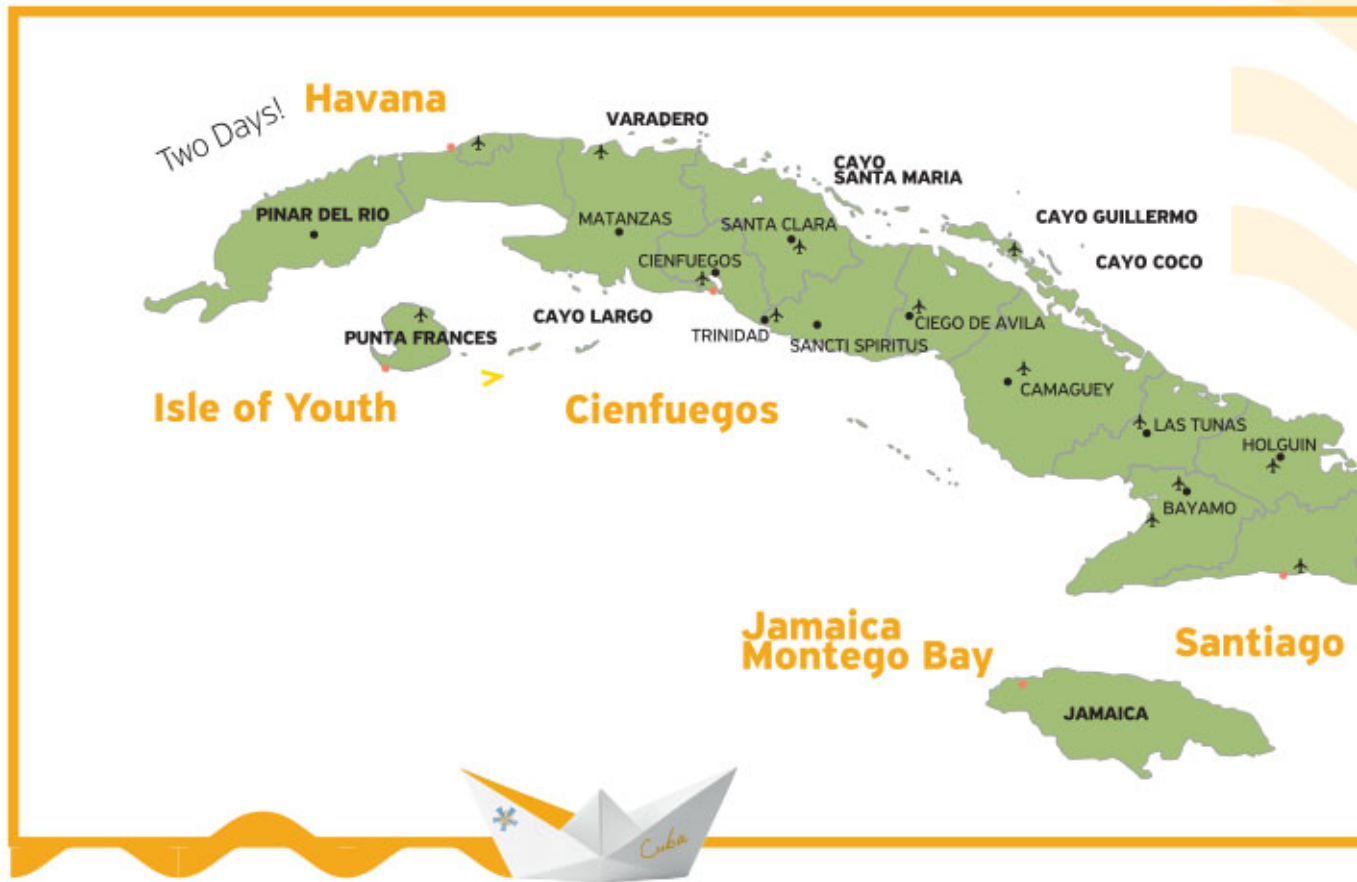 Two Days!
Havana
VARADERO
CAYO
SANTA MARIA
PINAR DEL RIO
MATANZAS
SANTA CLARA
CAYO GUILLERMO
CIENFUEGOS
CAYO COCO
CAYO LARGO
PUNTA FRANCES
TRINIDAD
SANCTI SPIRITUS
CIEGO DE AVILA
Isle of Youth
Cienfuegos
CAMAGUEY
LAS TUNAS
HOLGUIN
BAYAMO
Jamaica
Montego Bay
Santiago
JAMAICA
Cuba